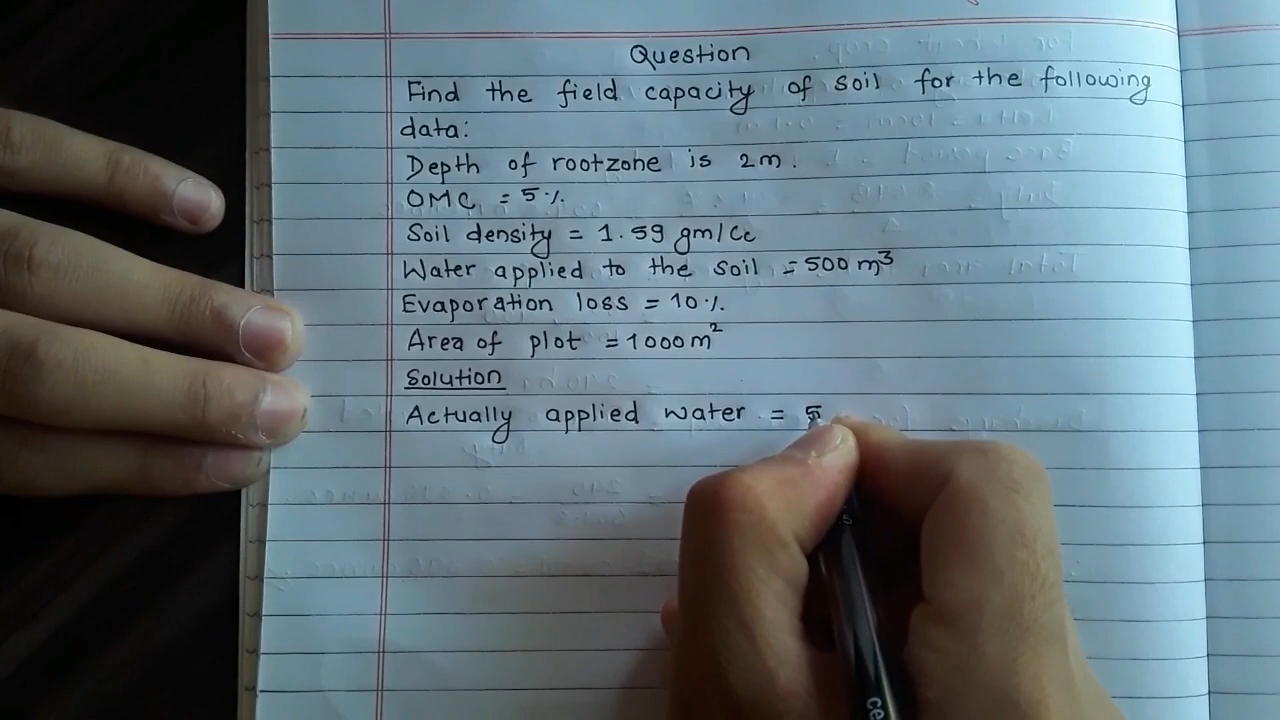 Question
Find the field capacity of soil for the following
data:
Depth of rootzone is 2m.
OMC = 5%
Soil density = 1.59 gm/cc
Water applied to the soil = 500 m³
Evaporation loss = 10%
Area of plot = 1000 m²
Solution
Actually applied water = 5
ce